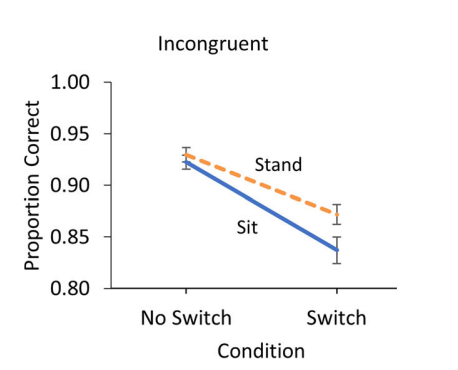 Incongruent
1.00
0.95
0.90
0.85
0.80
Proportion Correct
Stand
Sit
No Switch
Switch
Condition